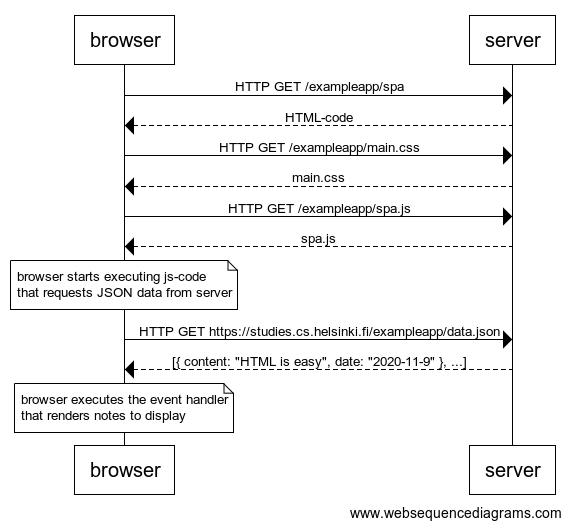 browser
server
HTTP GET /exampleapp/spa
HTML-code
HTTP GET /exampleapp/main.css
main.css
HTTP GET /exampleapp/spa.js
spa.js
browser starts executing js-code
that requests JSON data from server
HTTP GET https://studies.cs.helsinki.fi/exampleapp/data.json
[{ content: "HTML is easy", date: "2020-11-9" }, ...]
browser executes the event handler
that renders notes to display
browser
server
www.websequencediagrams.com